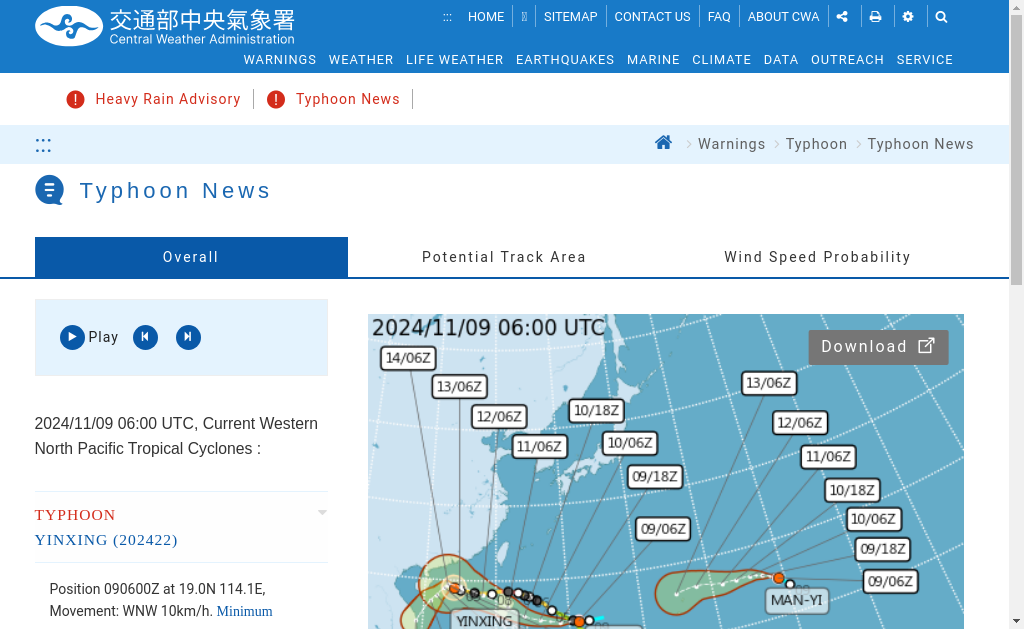 交通部中央氣象署
Central Weather Administration
::: HOME SITEMAP CONTACT US FAQ ABOUT CWA
WARNINGS WEATHER LIFE WEATHER EARTHQUAKES MARINE CLIMATE DATA OUTREACH SERVICE
Heavy Rain Advisory
Typhoon News
:::
Warnings Typhoon Typhoon News
Typhoon News
Overall
Potential Track Area
Wind Speed Probability
Play
2024/11/09 06:00 UTC, Current Western
North Pacific Tropical Cyclones :
TYPHOON
YINXING (202422)
Position 090600Z at 19.0N 114.1E,
Movement: WNW 10km/h. Minimum
2024/11/09 06:00 UTC
Download
14/06Z
13/06Z
12/06Z
11/06Z
10/18Z
10/06Z
09/18Z
09/06Z
13/06Z
12/06Z
11/06Z
10/18Z
10/06Z
09/18Z
09/06Z
MAN-YI
YINXING